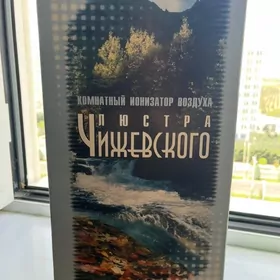 КОМНАТНЫЙ ИОНИЗАТОР ВОЗДУХА
ЛЮСТРА
ЧИЖЕВСКОГО